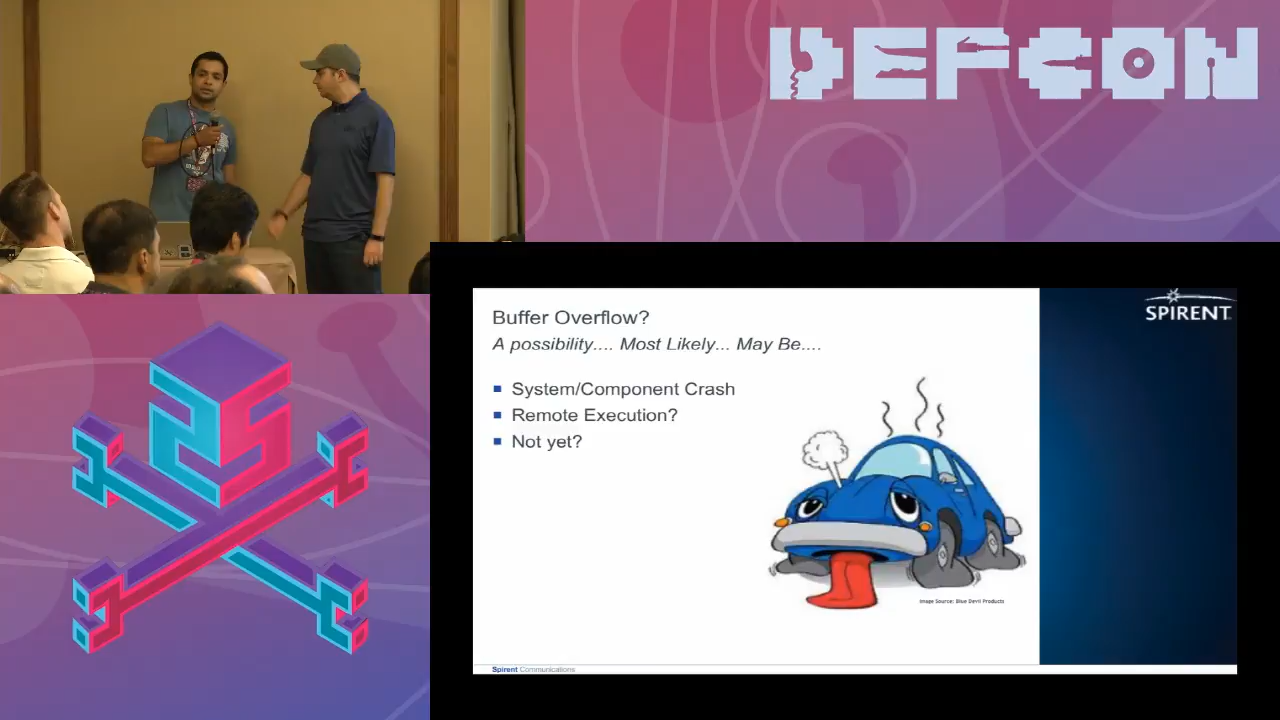 DEFCON
SPIRENT
Buffer Overflow?
A possibility.... Most Likely... May Be....
System/Component Crash
Remote Execution?
Not yet?
Image Source: Blue Devil Products
Spirent Communications